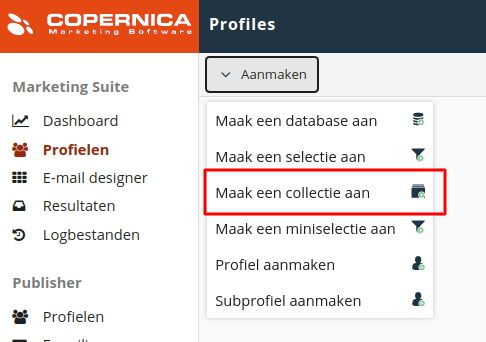 COPERNICA
Marketing Software
Profiles
Aanmaken
Marketing Suite
Dashboard
Profielen
E-mail designer
Resultaten
Logbestanden
Publisher
Profielen
Maak een database aan
Maak een selectie aan
Maak een collectie aan
Maak een miniselectie aan
Profiel aanmaken
Subprofiel aanmaken